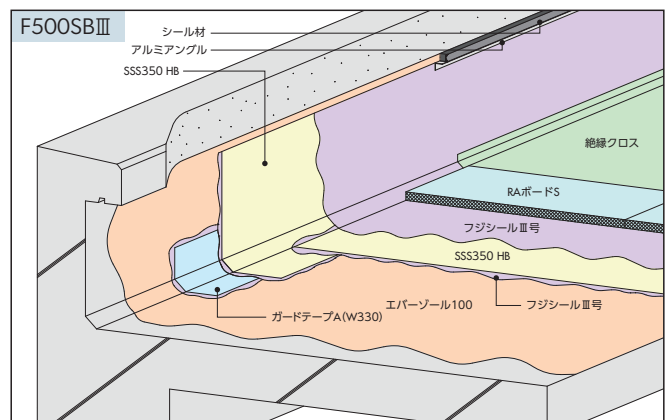 F500SBⅢ
シール材
アルミアングル
SSS350 HB
絶縁クロス
RAボードS
フジシールⅢ号
SSS350 HB
エバーゾール100
フジシールⅢ号
ガードテープA(W330)